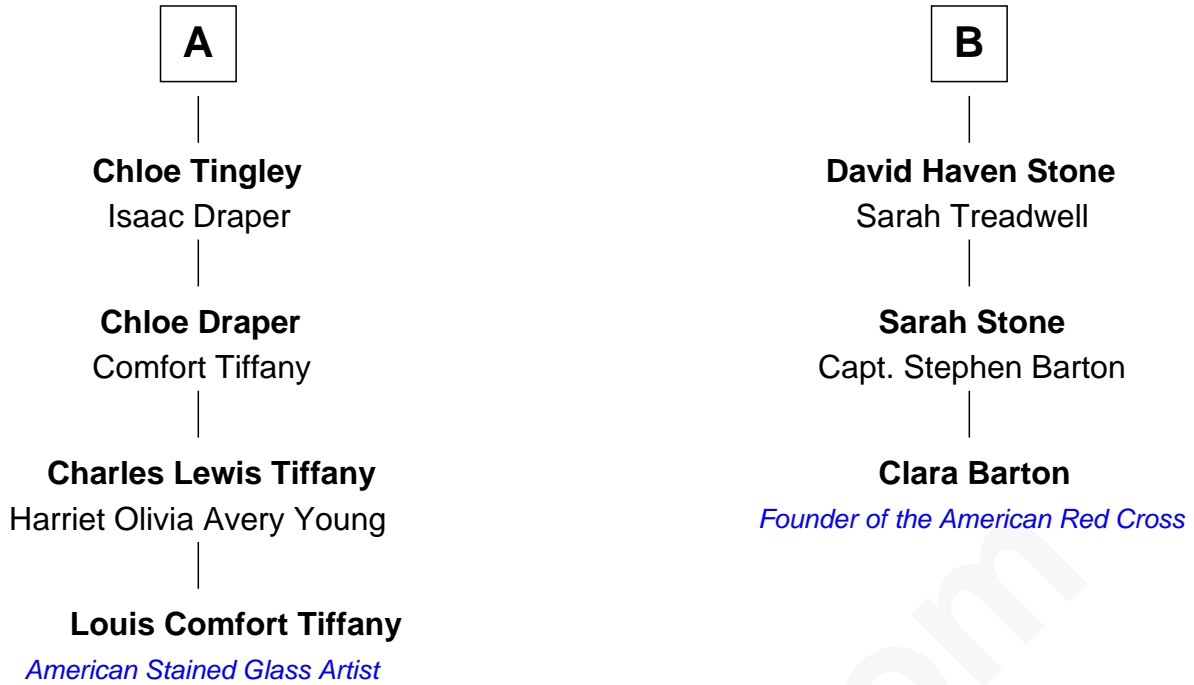 A
Chloe Tingley
Isaac Draper
Chloe Draper
Comfort Tiffany
Charles Lewis Tiffany
Harriet Olivia Avery Young
Louis Comfort Tiffany
American Stained Glass Artist
B
David Haven Stone
Sarah Treadwell
Sarah Stone
Capt. Stephen Barton
Clara Barton
Founder of the American Red Cross
om